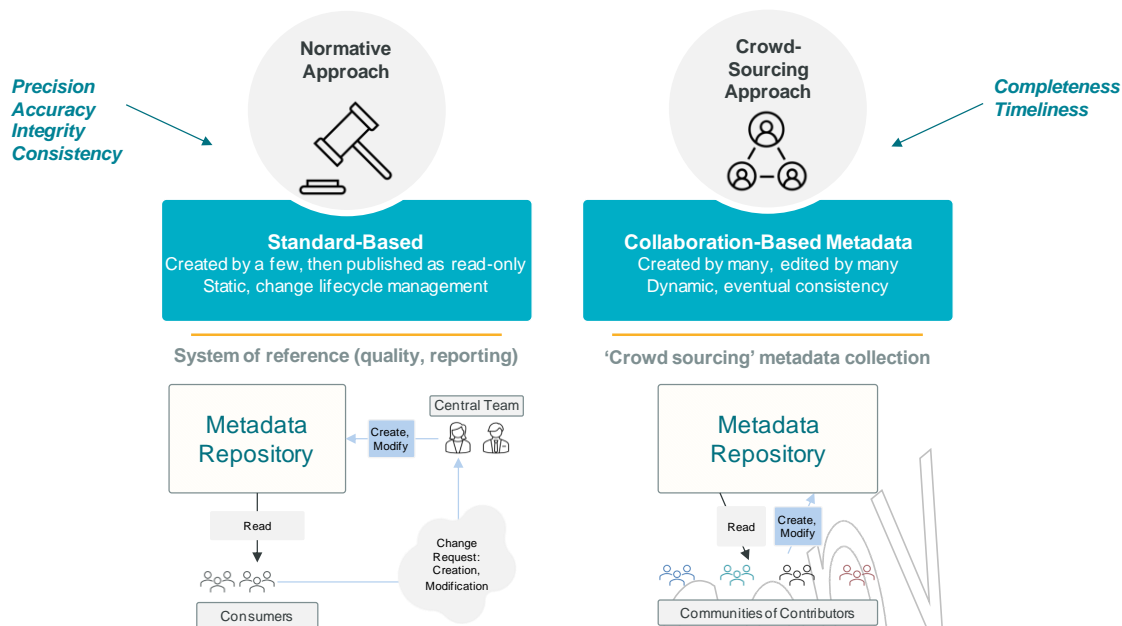 Normative
Approach
Precision
Accuracy
Integrity
Consistency
Standard-Based
Created by a few, then published as read-only
Static, change lifecycle management
System of reference (quality, reporting)
Metadata
Repository
Central Team
Create,
Modify
Read
Change
Request:
Creation,
Modification
Consumers
Crowd-
Sourcing
Approach
Completeness
Timeliness
Collaboration-Based Metadata
Created by many, edited by many
Dynamic, eventual consistency
‘Crowd sourcing’ metadata collection
Metadata
Repository
Read
Create,
Modify
Communities of Contributors